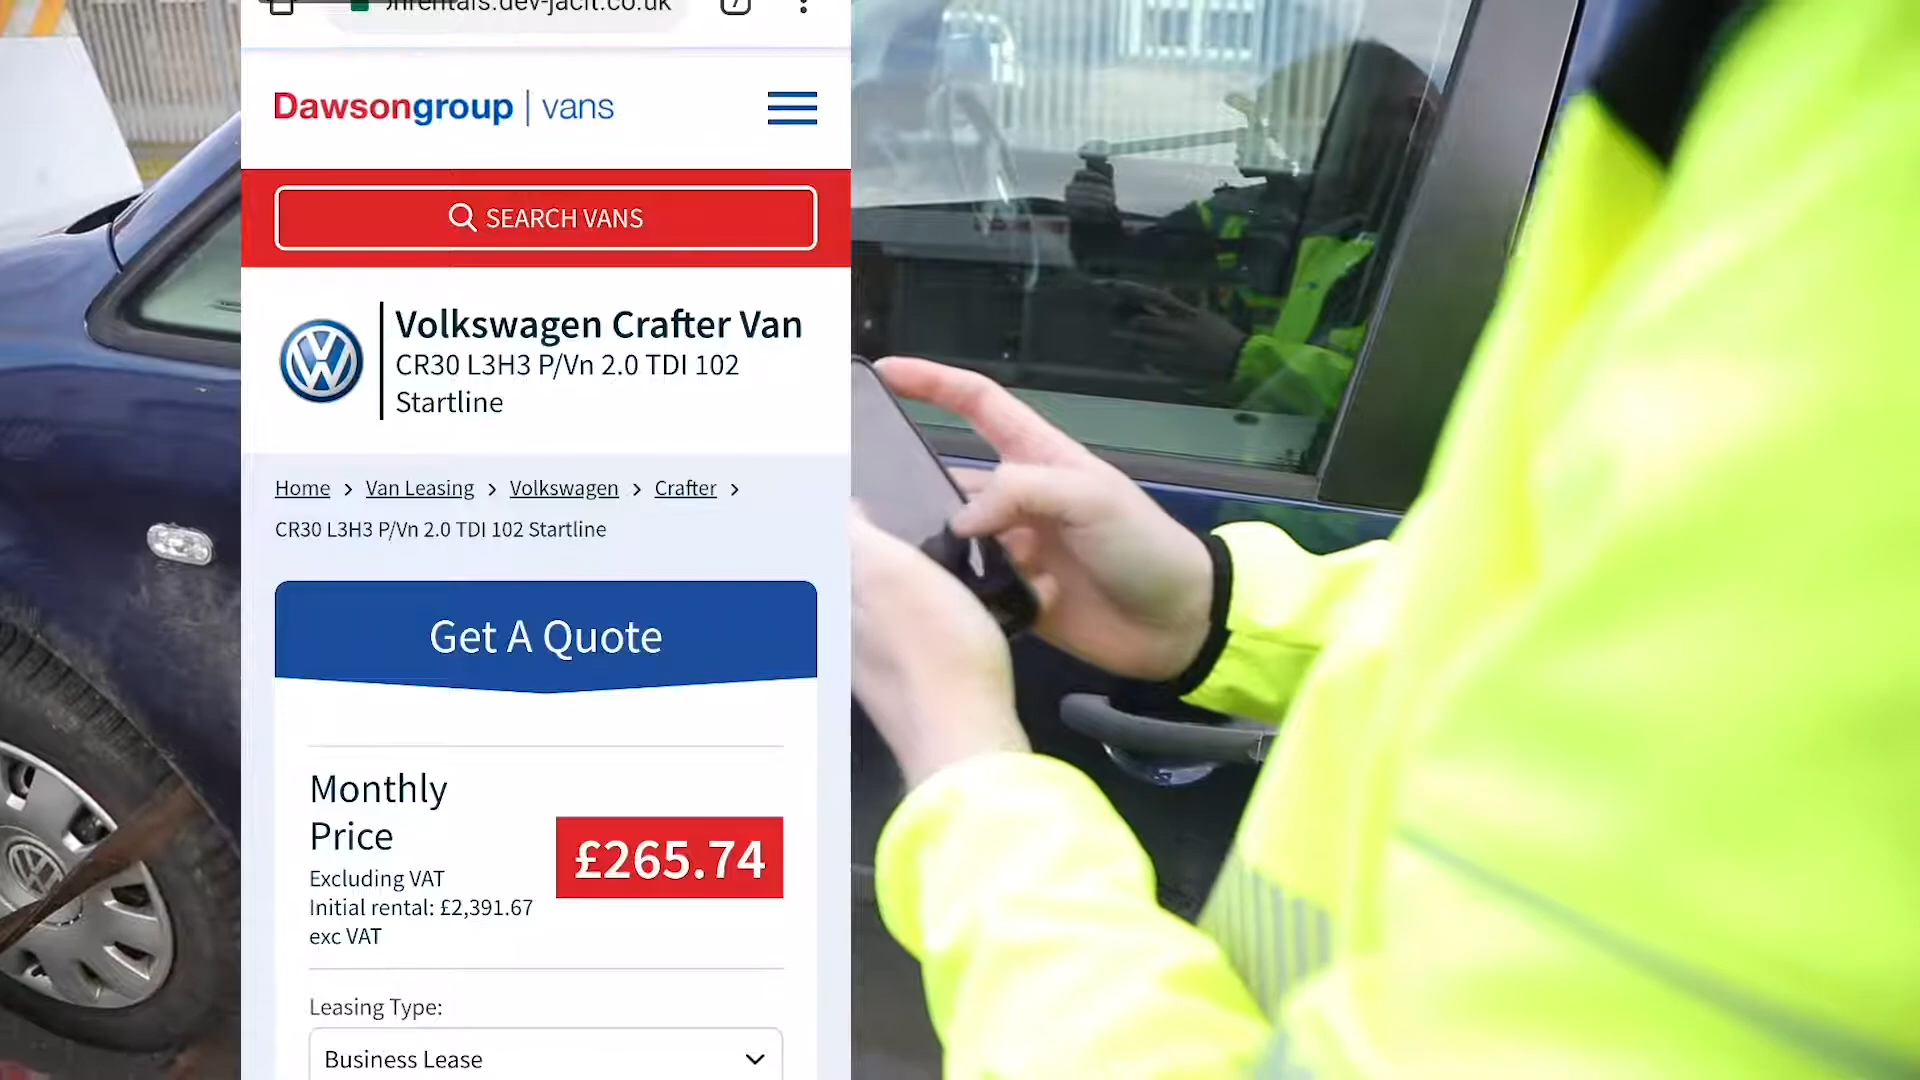 Dawsongroup | vans
SEARCH VANS
Volkswagen Crafter Van
CR30 L3H3 P/Vn 2.0 TDI 102
Startline
Home > Van Leasing > Volkswagen > Crafter >
CR30 L3H3 P/Vn 2.0 TDI 102 Startline
Get A Quote
Monthly
Price
£265.74
Excluding VAT
Initial rental: £2,391.67
exc VAT
Leasing Type:
Business Lease